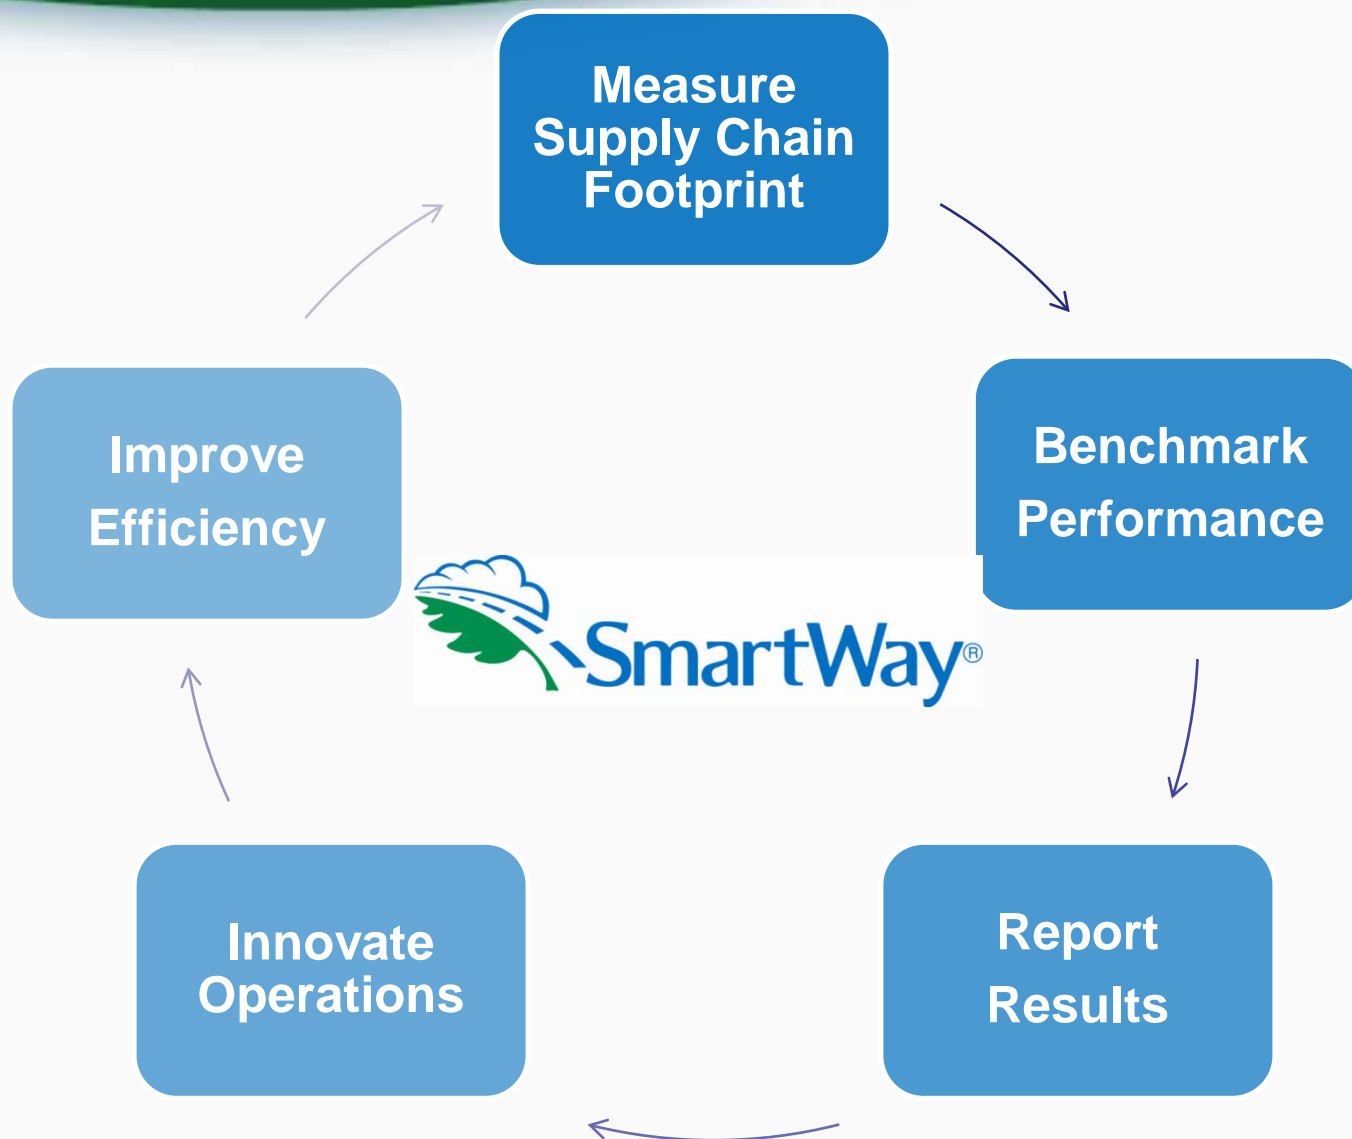 Measure
Supply Chain
Footprint
Benchmark
Performance
Report
Results
Innovate
Operations
Improve
Efficiency
SmartWay®